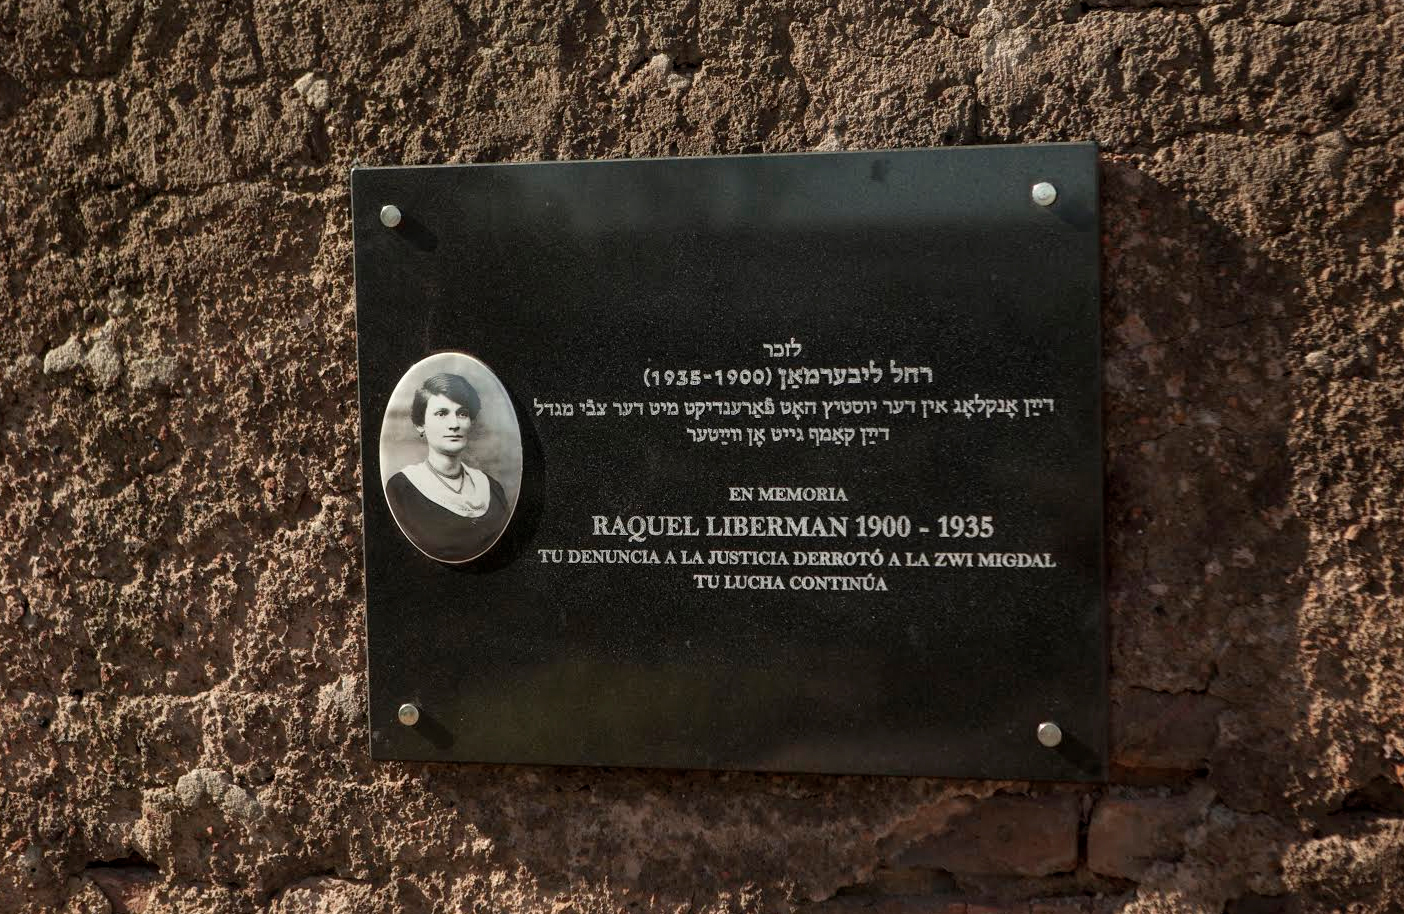 לזכר
רחל ליבערמאַן (1900-1935)
דײַן אָנקלאָג אין דער יוסטיץ האָט פֿאַרענדיקט מיט דער צבֿי מגדל
דײַן קאַמף גייט אָן ווײַטער
EN MEMORIA
RAQUEL LIBERMAN 1900 - 1935
TU DENUNCIA A LA JUSTICIA DERROTÓ A LA ZWI MIGDAL
TU LUCHA CONTINÚA